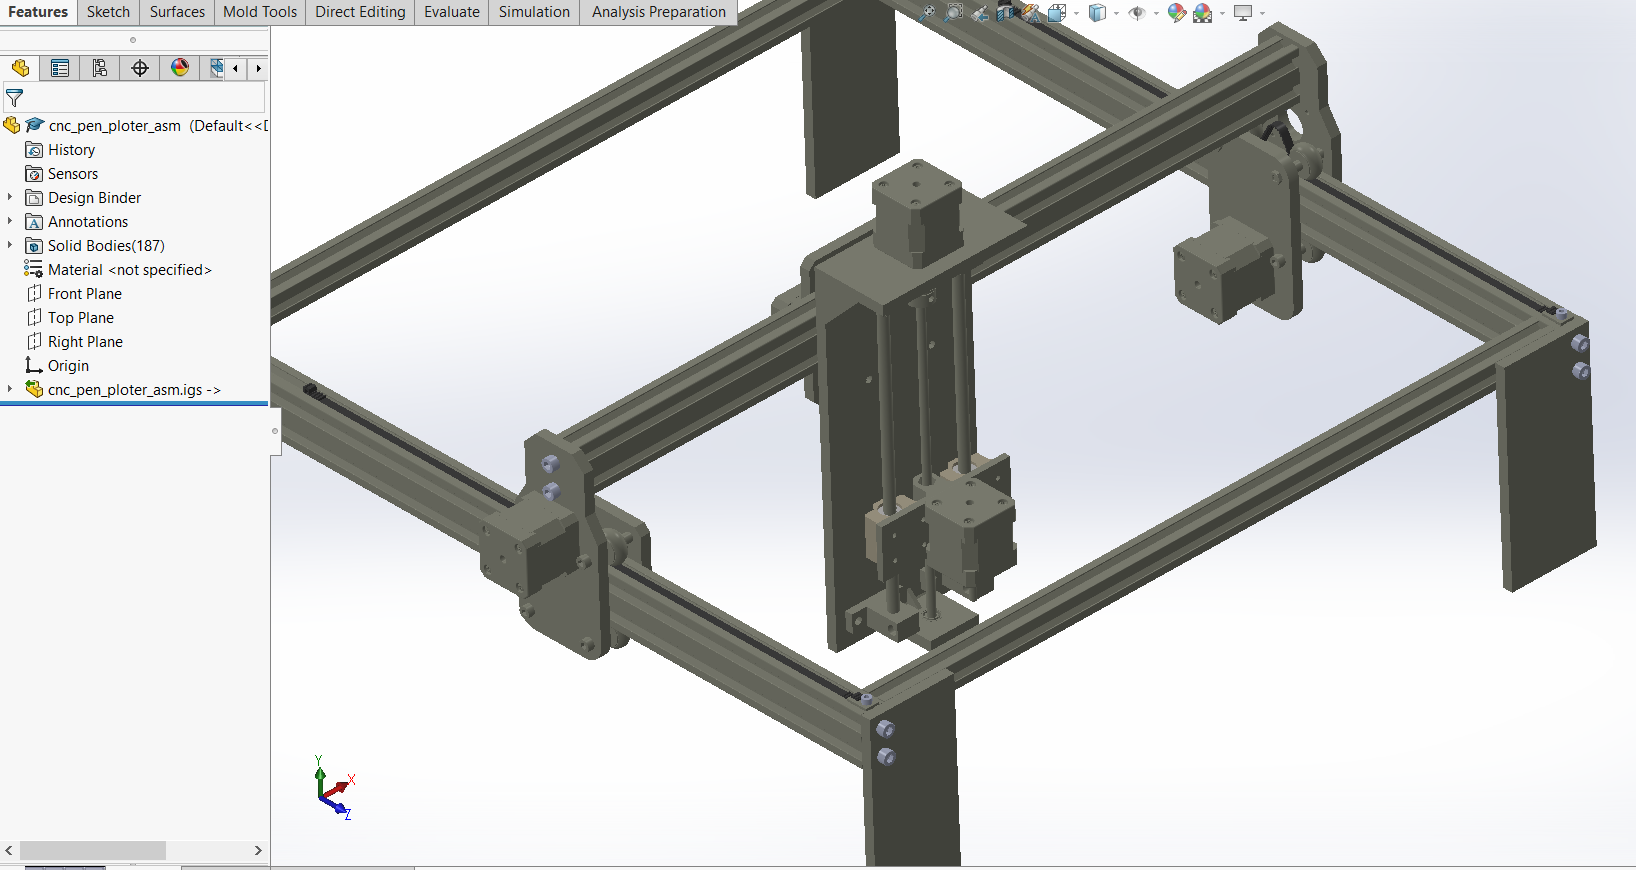 Features Sketch Surfaces Mold Tools Direct Editing Evaluate Simulation Analysis Preparation
cnc_pen_ploter_asm (Default<<D
History
Sensors
Design Binder
A Annotations
Solid Bodies(187)
Material <not specified>
Front Plane
Top Plane
Right Plane
Origin
cnc_pen_ploter_asm.igs ->
Y
X
Z